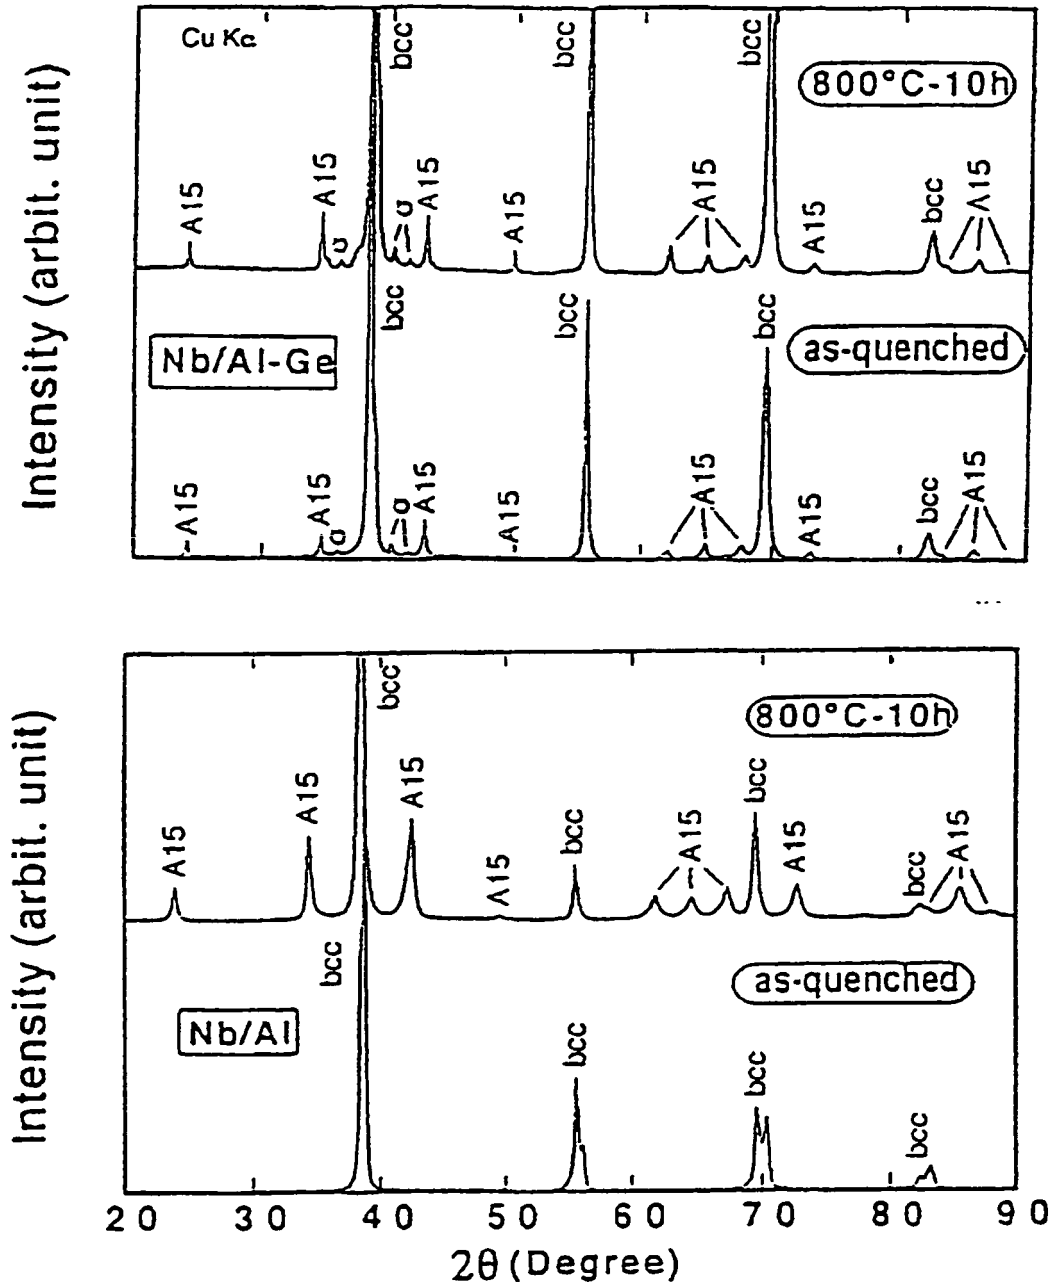 Cu Kα
bcc
bcc
bcc
800°C-10h
Intensity (arbit. unit)
A15
A15
σ
σ
A15
A15
A15
A15
bcc
A15
Nb/Al-Ge
bcc
bcc
bcc
as-quenched
A15
A15
σ
σ
A15
A15
A15
A15
bcc
A15
bcc
800°C-10h
Intensity (arbit. unit)
A15
A15
A15
A15
bcc
A15
bcc
A15
bcc
A15
Nb/Al
bcc
as-quenched
bcc
bcc
bcc
20 30 40 50 60 70 80 90
2θ (Degree)